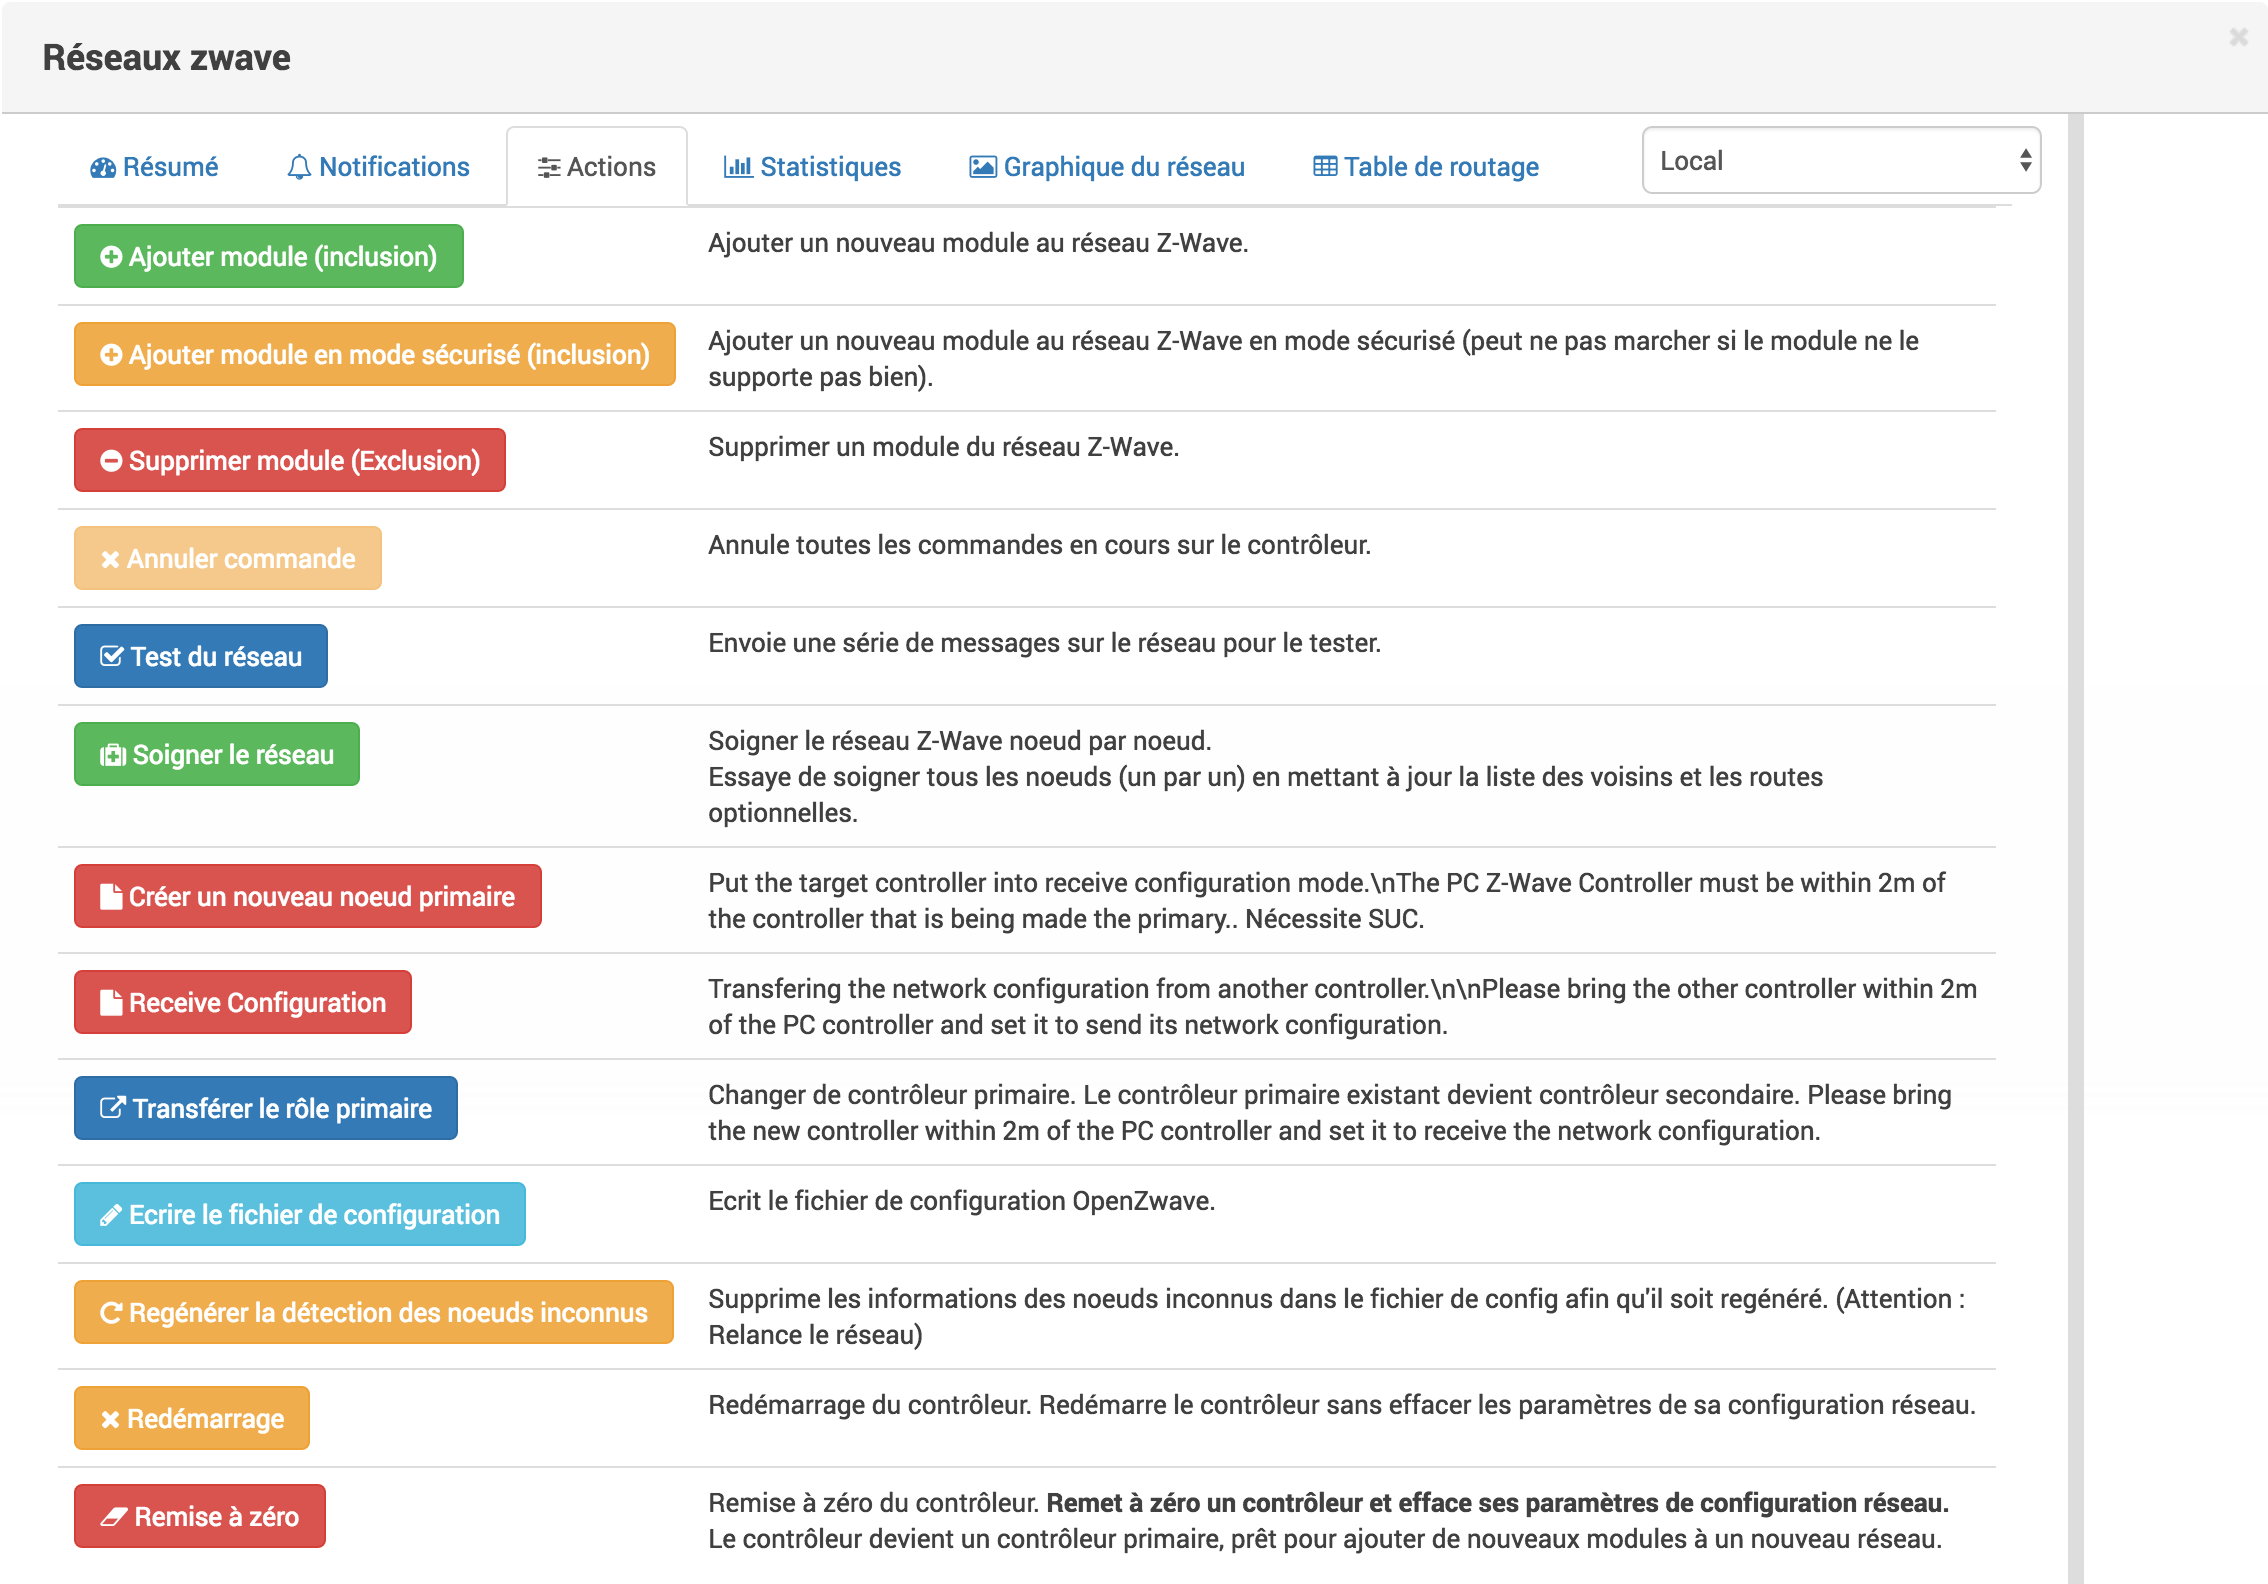 Réseaux zwave
Résumé
Notifications
Actions
Statistiques
Graphique du réseau
Table de routage
Local
Ajouter module (inclusion)
Ajouter un nouveau module au réseau Z-Wave.
Ajouter module en mode sécurisé (inclusion)
Ajouter un nouveau module au réseau Z-Wave en mode sécurisé (peut ne pas marcher si le module ne le
supporte pas bien).
Supprimer module (Exclusion)
Supprimer un module du réseau Z-Wave.
Annuler commande
Annule toutes les commandes en cours sur le contrôleur.
Test du réseau
Envoie une série de messages sur le réseau pour le tester.
Soigner le réseau
Soigner le réseau Z-Wave noeud par noeud.
Essaye de soigner tous les noeuds (un par un) en mettant à jour la liste des voisins et les routes
optionnelles.
Créer un nouveau noeud primaire
Put the target controller into receive configuration mode.\nThe PC Z-Wave Controller must be within 2m of
the controller that is being made the primary.. Nécessite SUC.
Receive Configuration
Transfering the network configuration from another controller.\n\nPlease bring the other controller within 2m
of the PC controller and set it to send its network configuration.
Transférer le rôle primaire
Changer de contrôleur primaire. Le contrôleur primaire existant devient contrôleur secondaire. Please bring
the new controller within 2m of the PC controller and set it to receive the network configuration.
Ecrire le fichier de configuration
Ecrit le fichier de configuration OpenZwave.
Regénérer la détection des noeuds inconnus
Supprime les informations des noeuds inconnus dans le fichier de config afin qu'il soit regénéré. (Attention :
Relance le réseau)
Redémarrage
Redémarrage du contrôleur. Redémarre le contrôleur sans effacer les paramètres de sa configuration réseau.
Remise à zéro
Remise à zéro du contrôleur. Remet à zéro un contrôleur et efface ses paramètres de configuration réseau.
Le contrôleur devient un contrôleur primaire, prêt pour ajouter de nouveaux modules à un nouveau réseau.